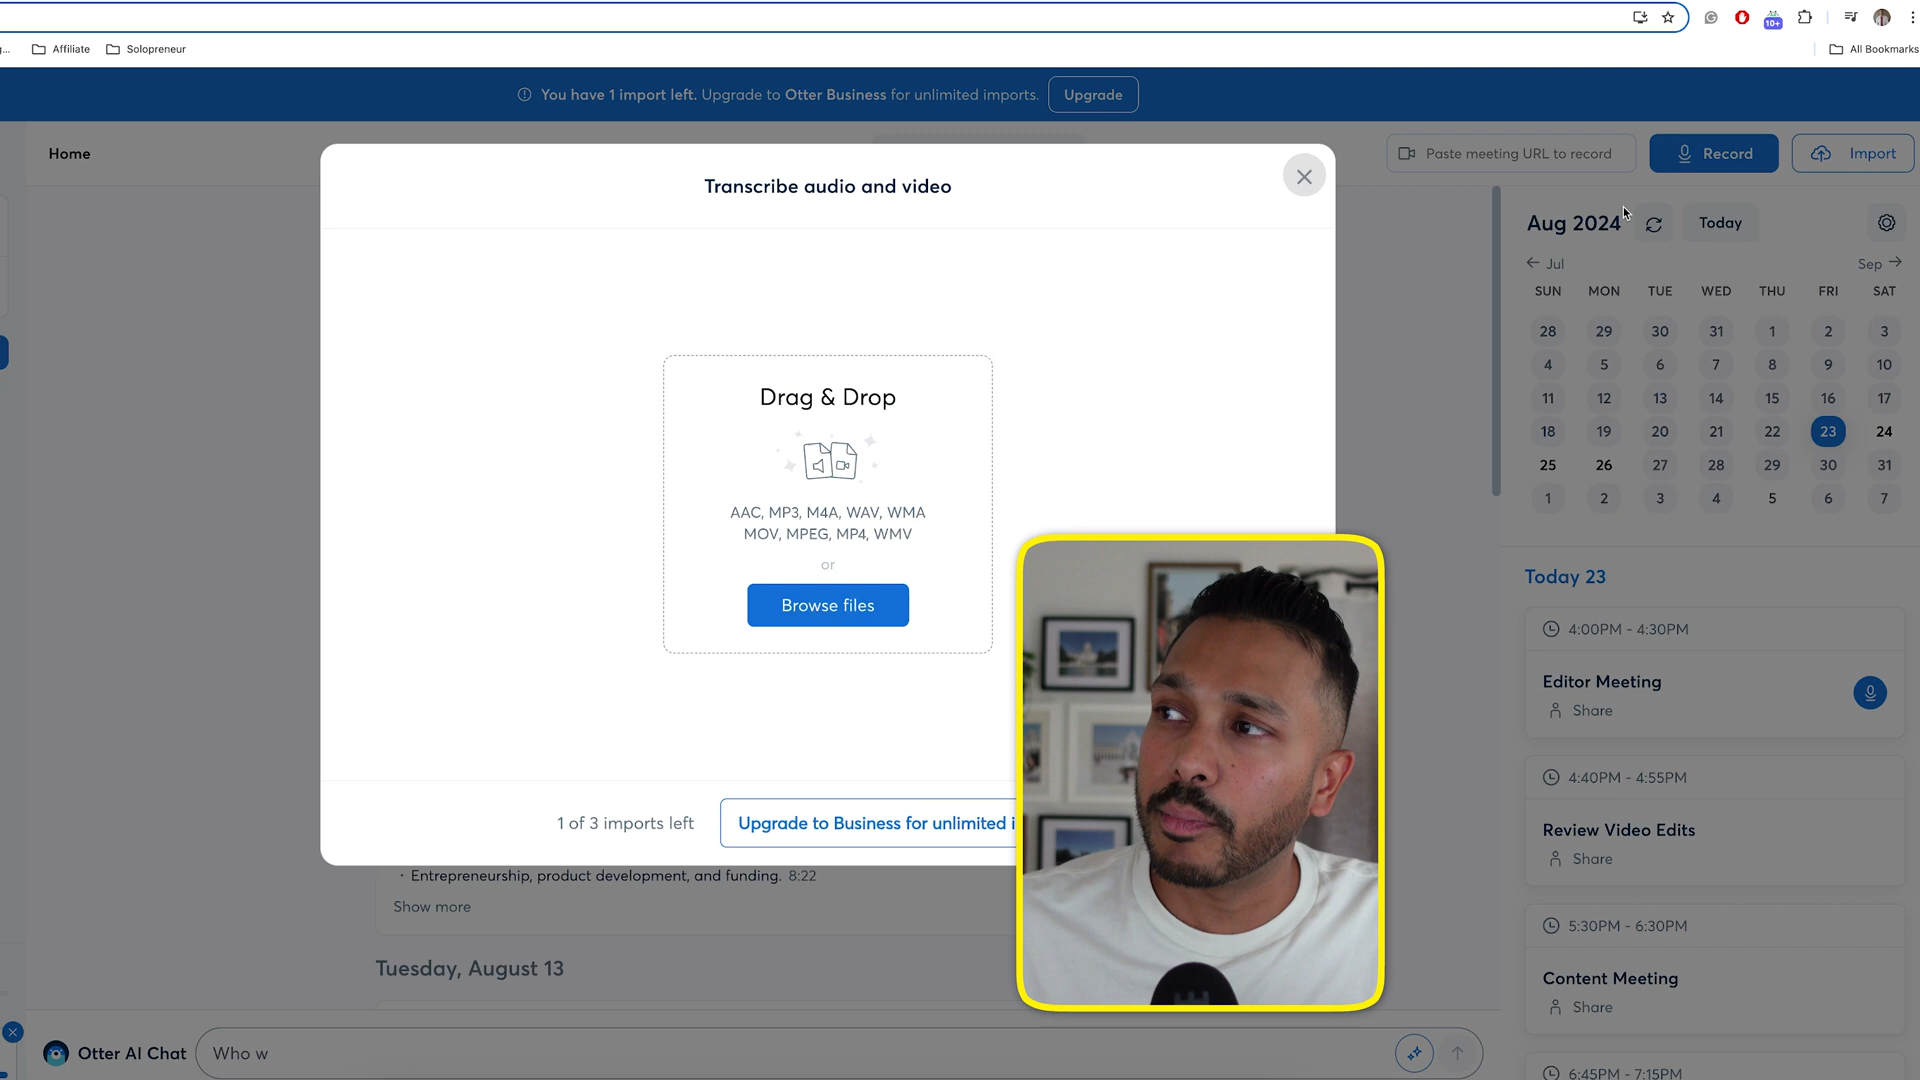 g...
Affiliate
Solopreneur
10+
All Bookmarks
You have 1 import left. Upgrade to Otter Business for unlimited imports.
Upgrade
Home
Paste meeting URL to record
Record
Import
Transcribe audio and video
Drag & Drop
AAC, MP3, M4A, WAV, WMA
MOV, MPEG, MP4, WMV
or
Browse files
1 of 3 imports left
Upgrade to Business for unlimited i
Entrepreneurship, product development, and funding. 8:22
Show more
Tuesday, August 13
Otter AI Chat
Who w
Aug 2024
Today
Jul
Sep
SUN MON TUE WED THU FRI SAT
28 29 30 31 1 2 3
4 5 6 7 8 9 10
11 12 13 14 15 16 17
18 19 20 21 22 23 24
25 26 27 28 29 30 31
1 2 3 4 5 6 7
Today 23
4:00PM - 4:30PM
Editor Meeting
Share
4:40PM - 4:55PM
Review Video Edits
Share
5:30PM - 6:30PM
Content Meeting
Share
6:45PM - 7:15PM